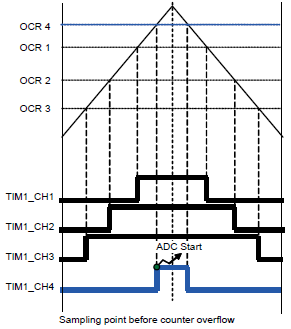 OCR 4
OCR 1
OCR 2
OCR 3
TIM1_CH1
TIM1_CH2
ADC Start
TIM1_CH3
TIM1_CH4
Sampling point before counter overflow